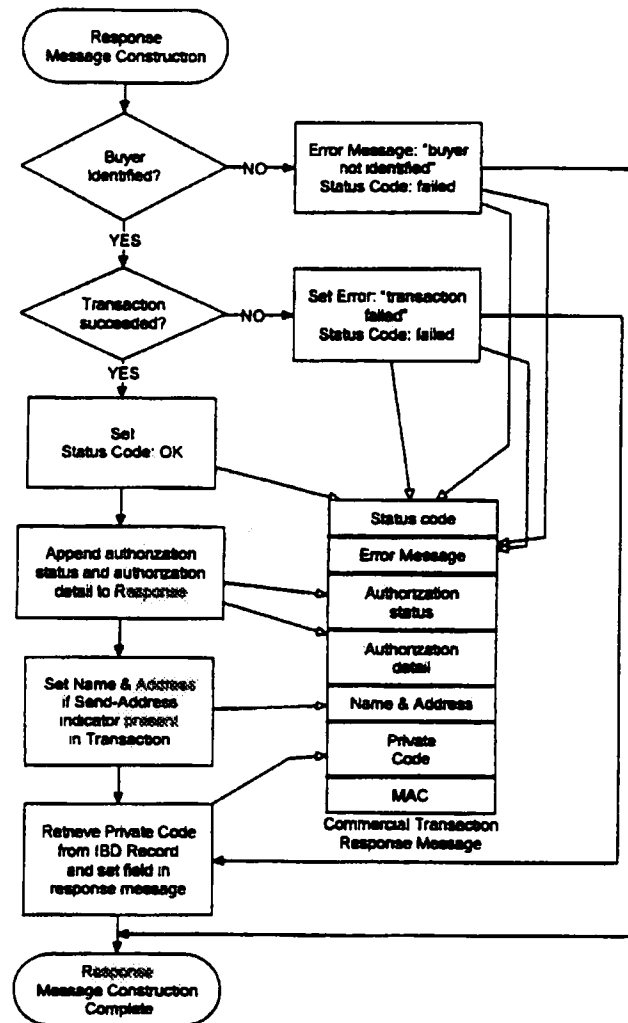 Response
Message Construction
Buyer
Identified?
NO
Error Message: "buyer
not identified"
Status Code: failed
YES
Transaction
succeeded?
NO
Set Error: "transaction
failed"
Status Code: failed
YES
Set
Status Code: OK
Status code
Error Message
Append authorization
status and authorization
detail to Response
Authorization
status
Authorization
detail
Set Name & Address
if Send-Address
indicator present
in Transaction
Name & Address
Private
Code
MAC
Commercial Transaction
Response Message
Retrieve Private Code
from IBD Record
and set field in
response message
Response
Message Construction
Complete